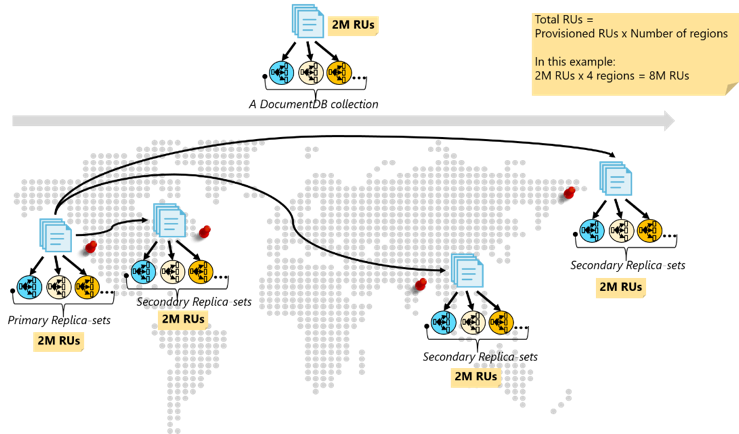 2M RUs
A DocumentDB collection
Total RUs =
Provisioned RUs x Number of regions
In this example:
2M RUs x 4 regions = 8M RUs
Primary Replica-sets
2M RUs
Secondary Replica-sets
2M RUs
Secondary Replica-sets
2M RUs
Secondary Replica-sets
2M RUs